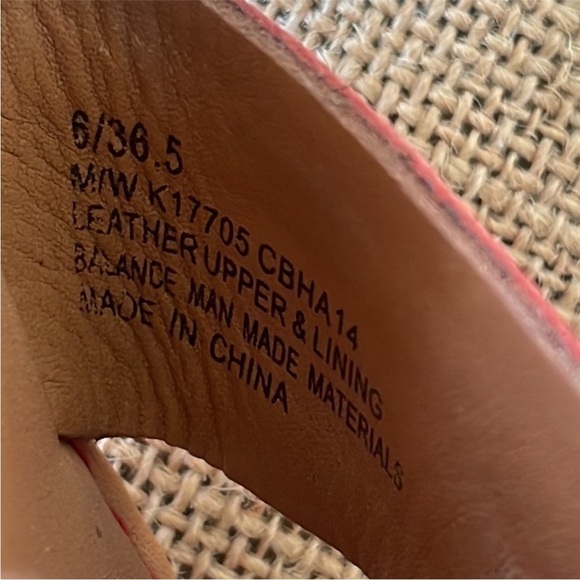 6/36.5
M/W K17705 CBHA14
LEATHER UPPER & LINING
BALANCE MAN MADE MATERIALS
MADE IN CHINA